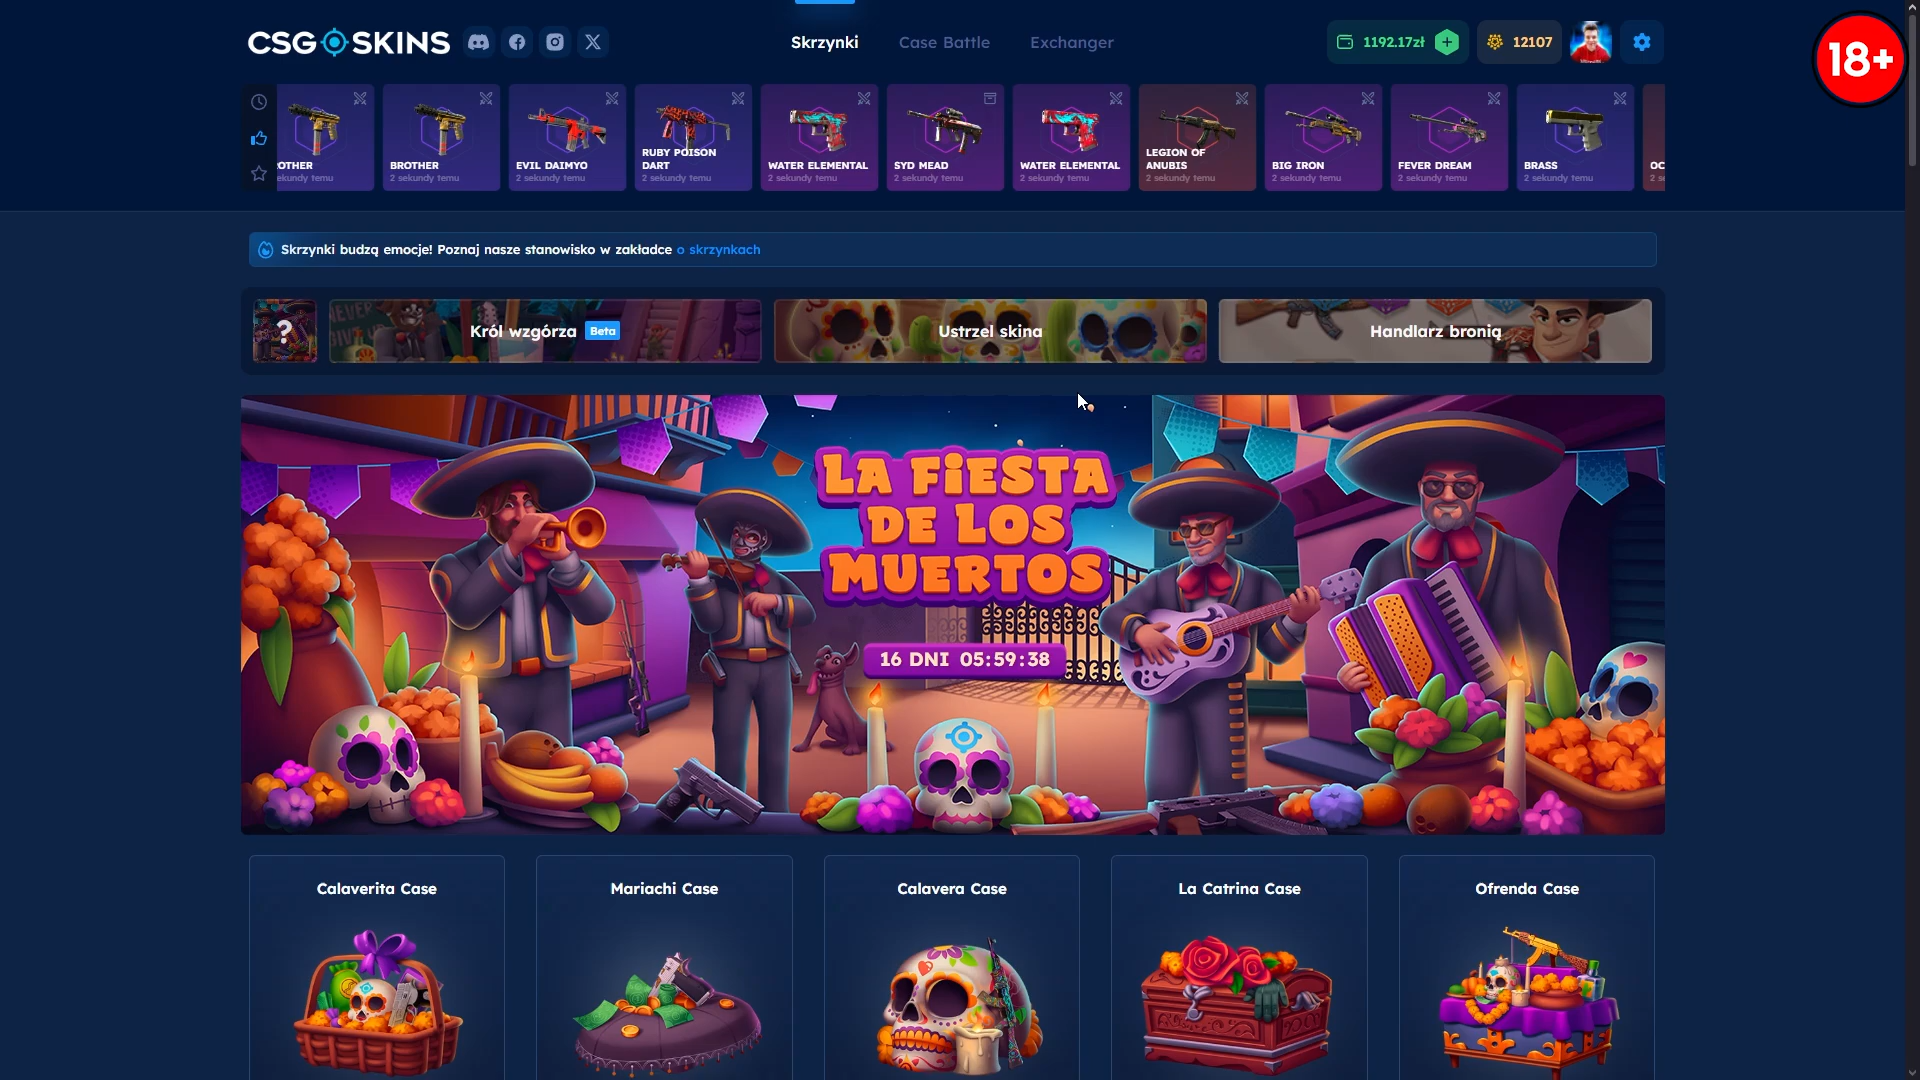 CSG SKINS
Skrzynki
Case Battle
Exchanger
1192.17zł
12107
18+
OTHER
ekundy temu
BROTHER
2 sekundy temu
EVIL DAIMYO
2 sekundy temu
RUBY POISON
DART
2 sekundy temu
WATER ELEMENTAL
2 sekundy temu
SYD MEAD
2 sekundy temu
WATER ELEMENTAL
2 sekundy temu
LEGION OF
ANUBIS
2 sekundy temu
BIG IRON
2 sekundy temu
FEVER DREAM
2 sekundy temu
BRASS
2 sekundy temu
OC
2 se
Skrzynki budzą emocje! Poznaj nasze stanowisko w zakładce o skrzynkach
?
Król wzgórza Beta
Ustrzel skina
Handlarz bronią
LA FIESTA
DE LOS
MUERTOS
16 DNI 05:59:38
Calaverita Case
Mariachi Case
Calavera Case
La Catrina Case
Ofrenda Case